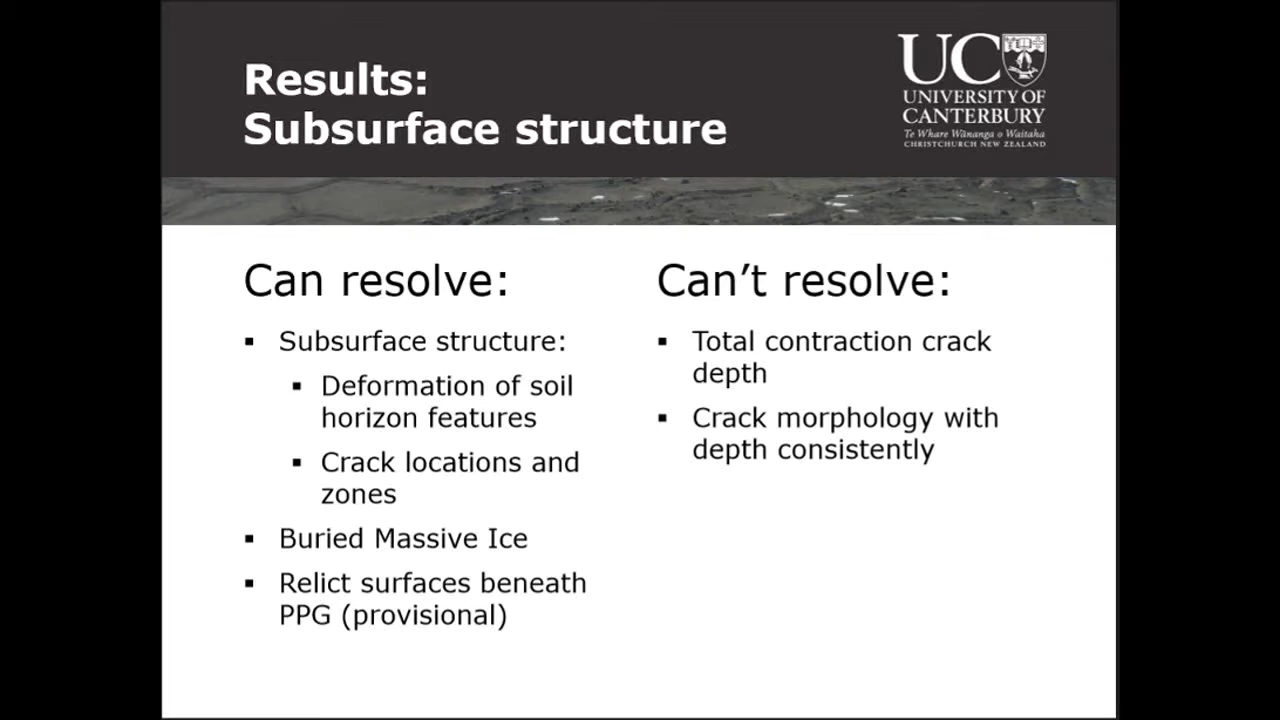 Results:
Subsurface structure
UC
UNIVERSITY OF
CANTERBURY
Te Whare Wānanga o Waitaha
CHRISTCHURCH NEW ZEALAND
Can resolve:
▪ Subsurface structure:
▪ Deformation of soil
horizon features
▪ Crack locations and
zones
▪ Buried Massive Ice
▪ Relict surfaces beneath
PPG (provisional)
Can’t resolve:
▪ Total contraction crack
depth
▪ Crack morphology with
depth consistently